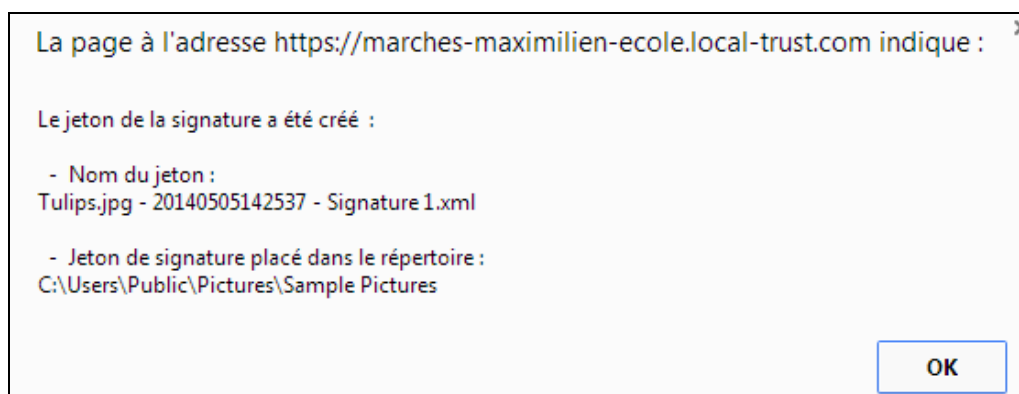 La page à l'adresse https://marches-maximilien-ecole.local-trust.com indique :
Le jeton de la signature a été créé :
- Nom du jeton :
Tulips.jpg - 20140505142537 - Signature 1.xml
- Jeton de signature placé dans le répertoire :
C:\Users\Public\Pictures\Sample Pictures
OK